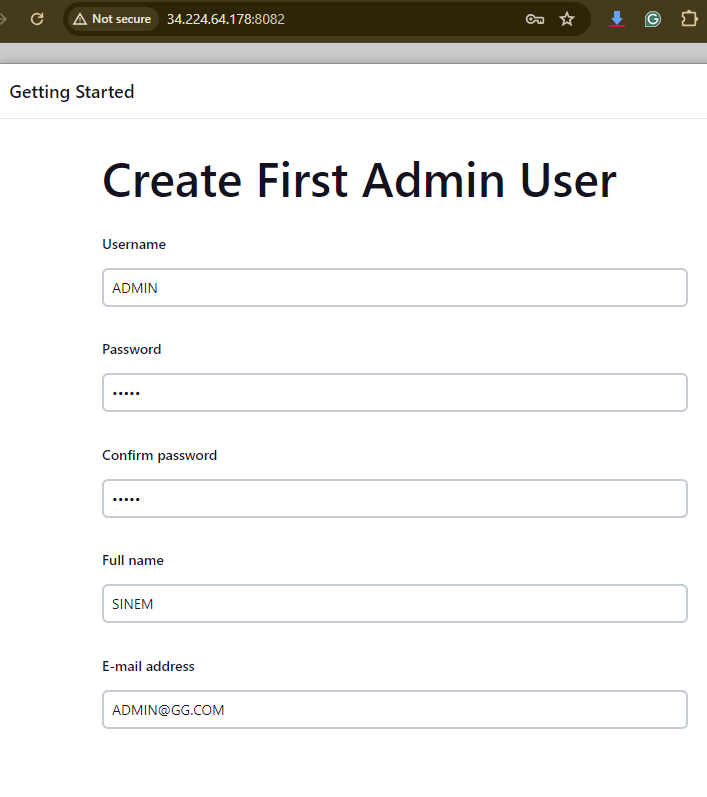 Not secure 34.224.64.178:8082
Getting Started
Create First Admin User
Username
ADMIN
Password
•••••
Confirm password
•••••
Full name
SINEM
E-mail address
ADMIN@GG.COM